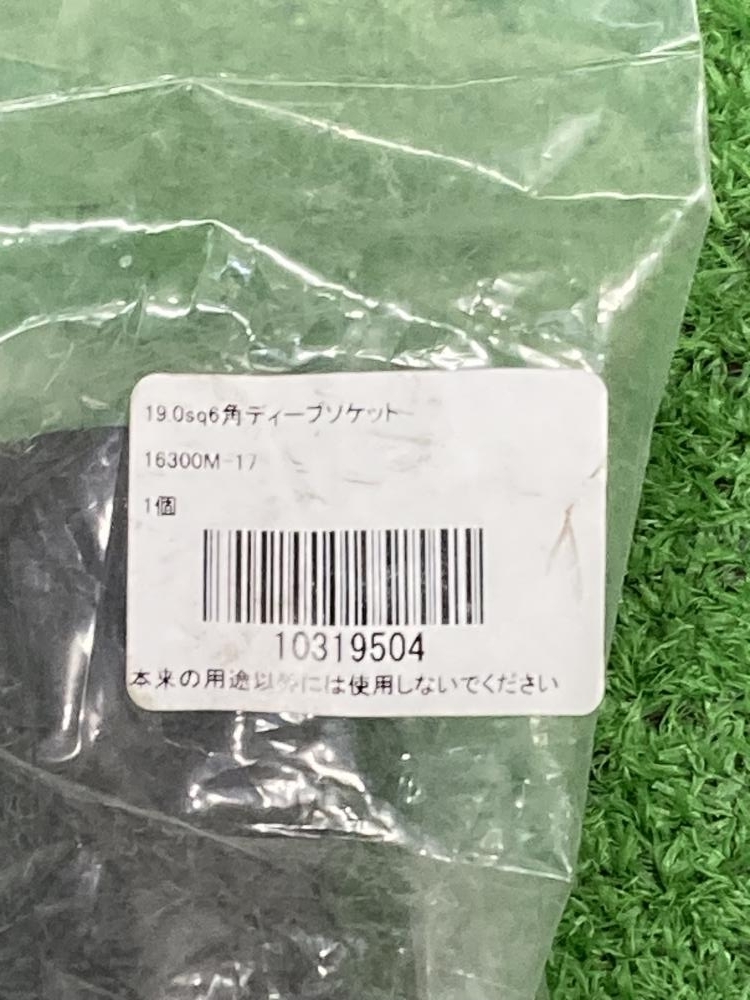 19.0sq6角ディープソケット
16300M-17
1個
10319504
本来の用途以外には使用しないでください